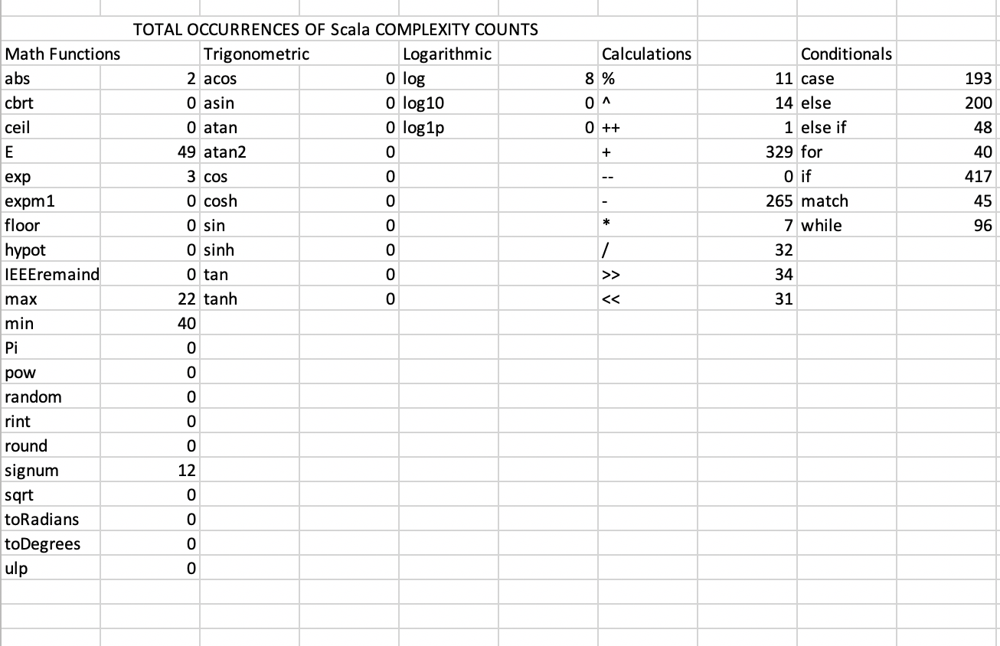 TOTAL OCCURRENCES OF Scala COMPLEXITY COUNTS
Math Functions Trigonometric Logarithmic Calculations Conditionals
abs 2 acos 0 log 8 % 11 case 193
cbrt 0 asin 0 log10 0 ^ 14 else 200
ceil 0 atan 0 log1p 0 ++ 1 else if 48
E 49 atan2 0 + 329 for 40
exp 3 cos 0 -- 0 if 417
expm1 0 cosh 0 - 265 match 45
floor 0 sin 0 * 7 while 96
hypot 0 sinh 0 / 32
IEEEremaind 0 tan 0 >> 34
max 22 tanh 0 << 31
min 40
Pi 0
pow 0
random 0
rint 0
round 0
signum 12
sqrt 0
toRadians 0
toDegrees 0
ulp 0